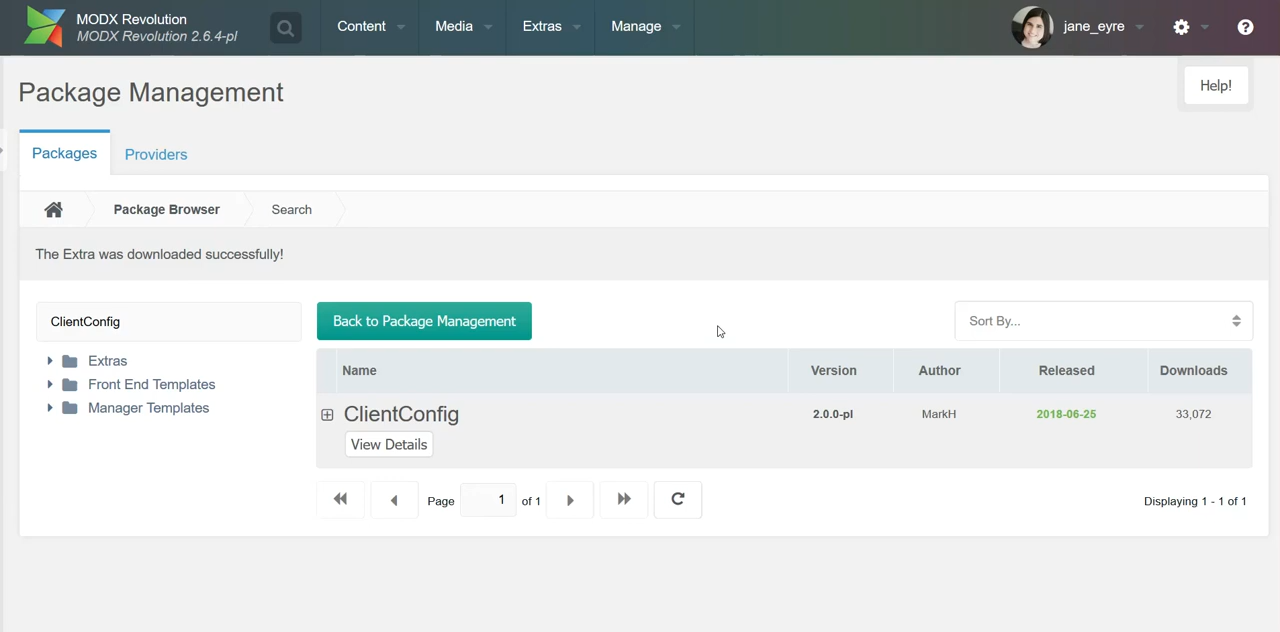 MODX Revolution
MODX Revolution 2.6.4-pl
Content
Media
Extras
Manage
jane_eyre
Package Management
Help!
Packages
Providers
Package Browser
Search
The Extra was downloaded successfully!
ClientConfig
Back to Package Management
Sort By...
Extras
Front End Templates
Manager Templates
Name Version Author Released Downloads
ClientConfig 2.0.0-pl MarkH 2018-06-25 33,072
View Details
Page 1 of 1
Displaying 1 - 1 of 1